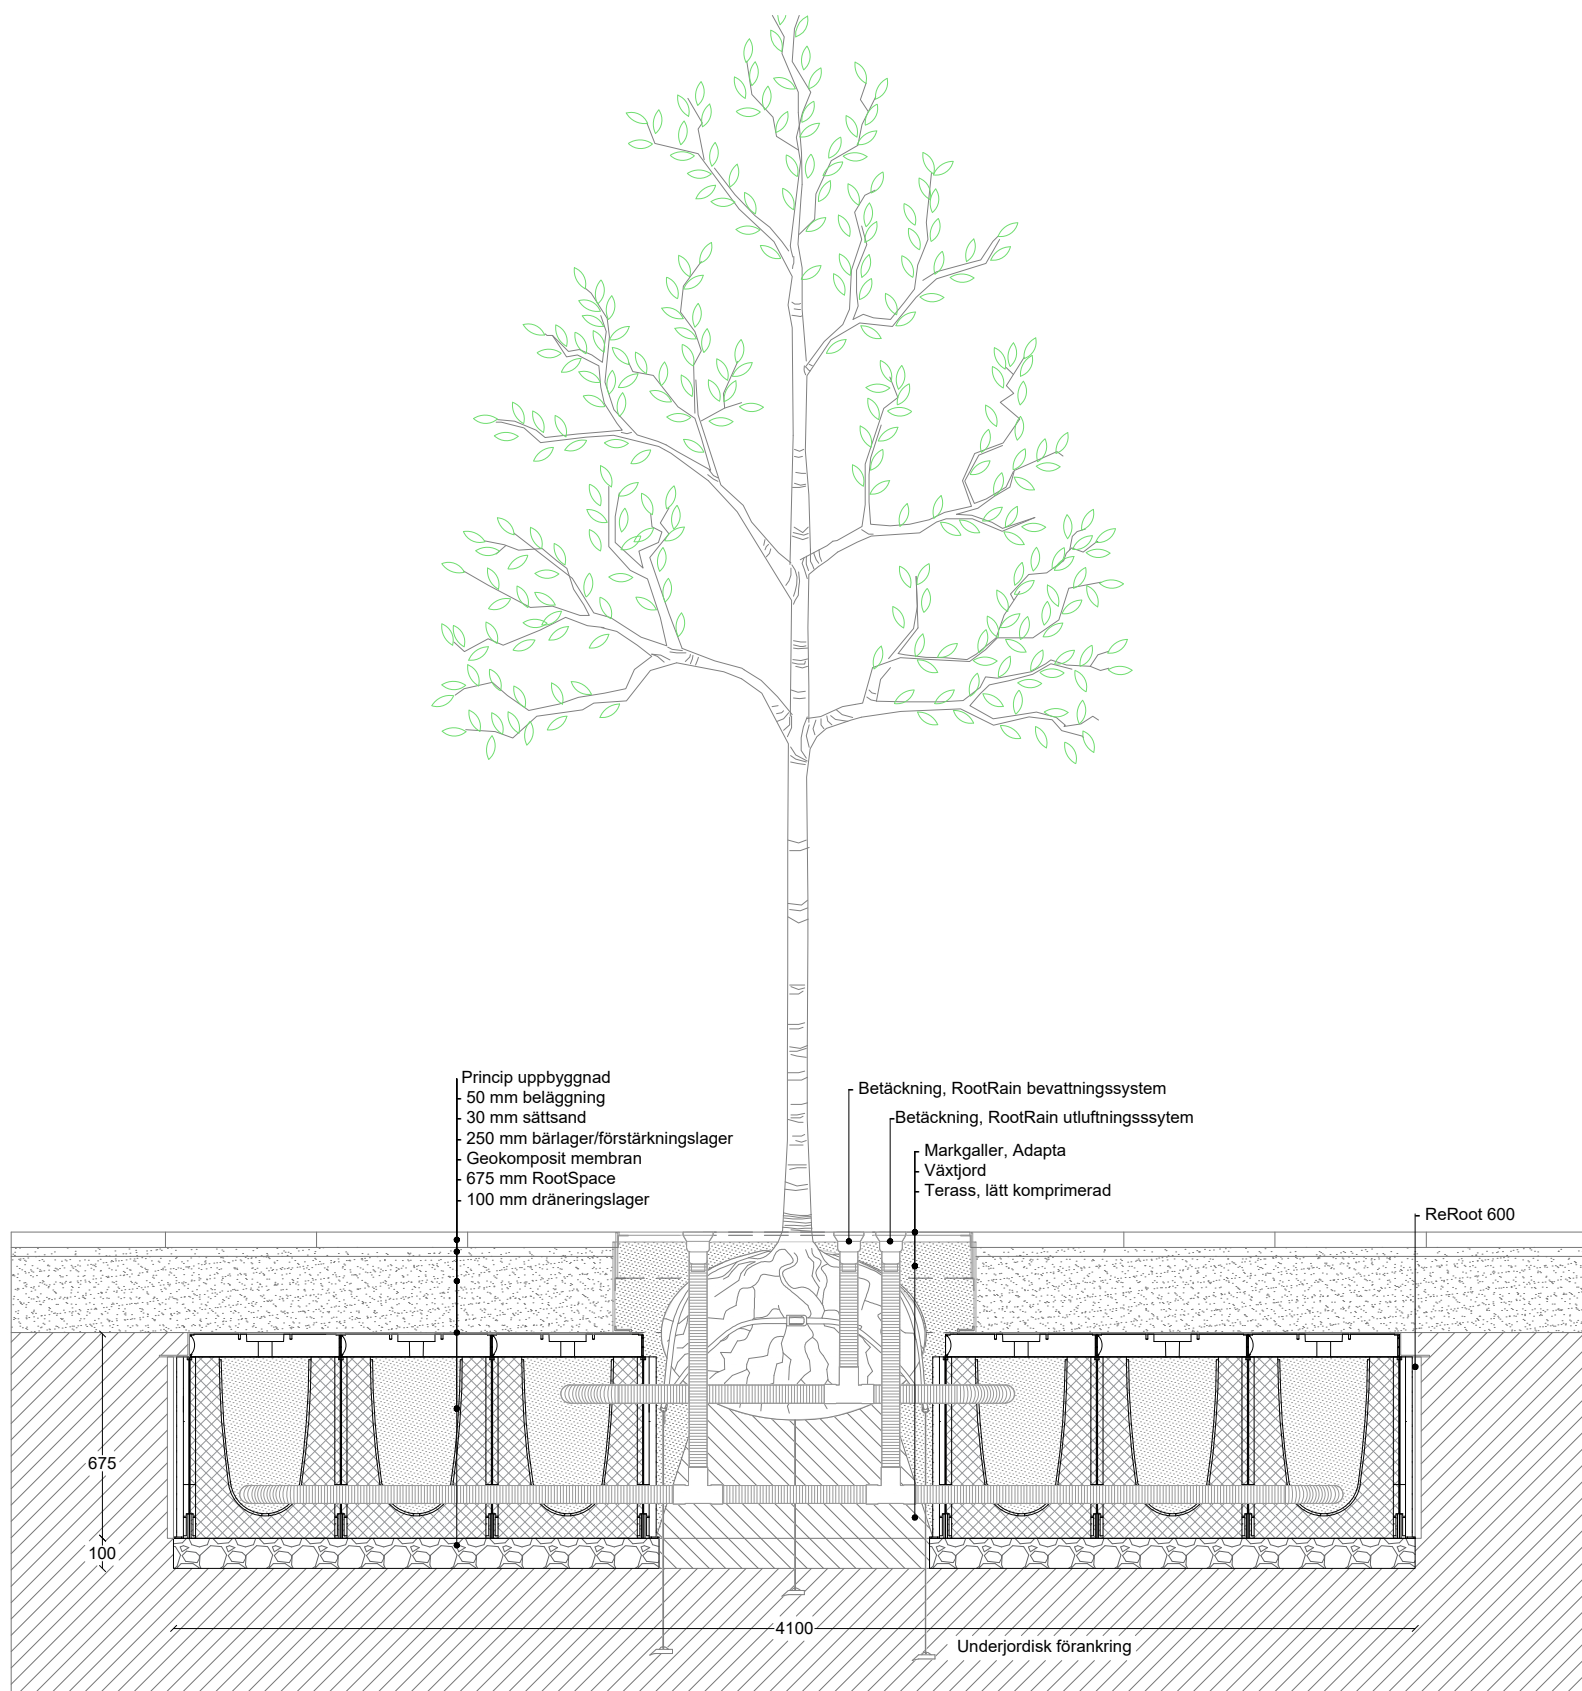 Princip uppbyggnad
50 mm beläggning
30 mm sättsand
250 mm bärlager/förstärkningslager
Geokomposit membran
675 mm RootSpace
100 mm dräneringslager
Betäckning, RootRain bevattningssystem
Betäckning, RootRain utluftningsssytem
Markgaller, Adapta
Växtjord
Terass, lätt komprimerad
ReRoot 600
675
100
4100
Underjordisk förankring